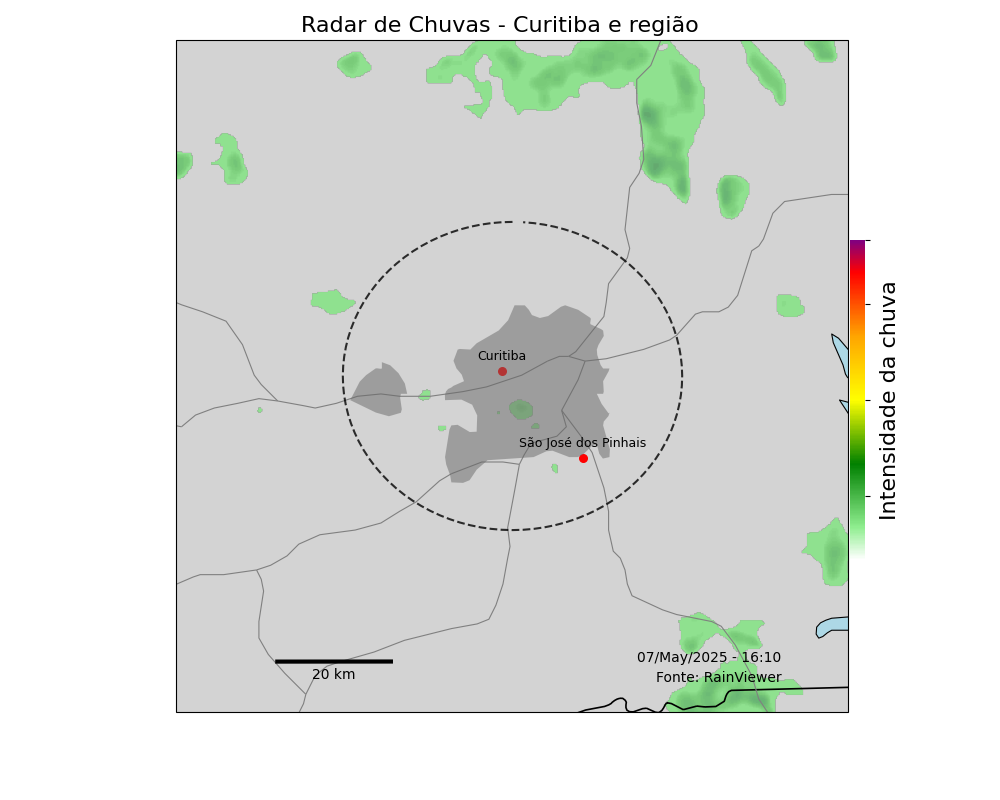 Radar de Chuvas - Curitiba e região
Curitiba
São José dos Pinhais
Intensidade da chuva
07/May/2025 - 16:10
Fonte: RainViewer
20 km